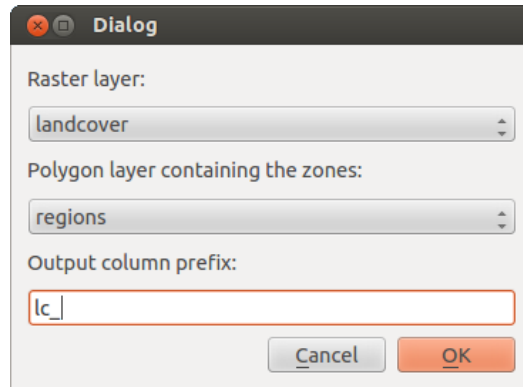 Dialog
Raster layer:
landcover
Polygon layer containing the zones:
regions
Output column prefix:
lc_
Cancel
OK